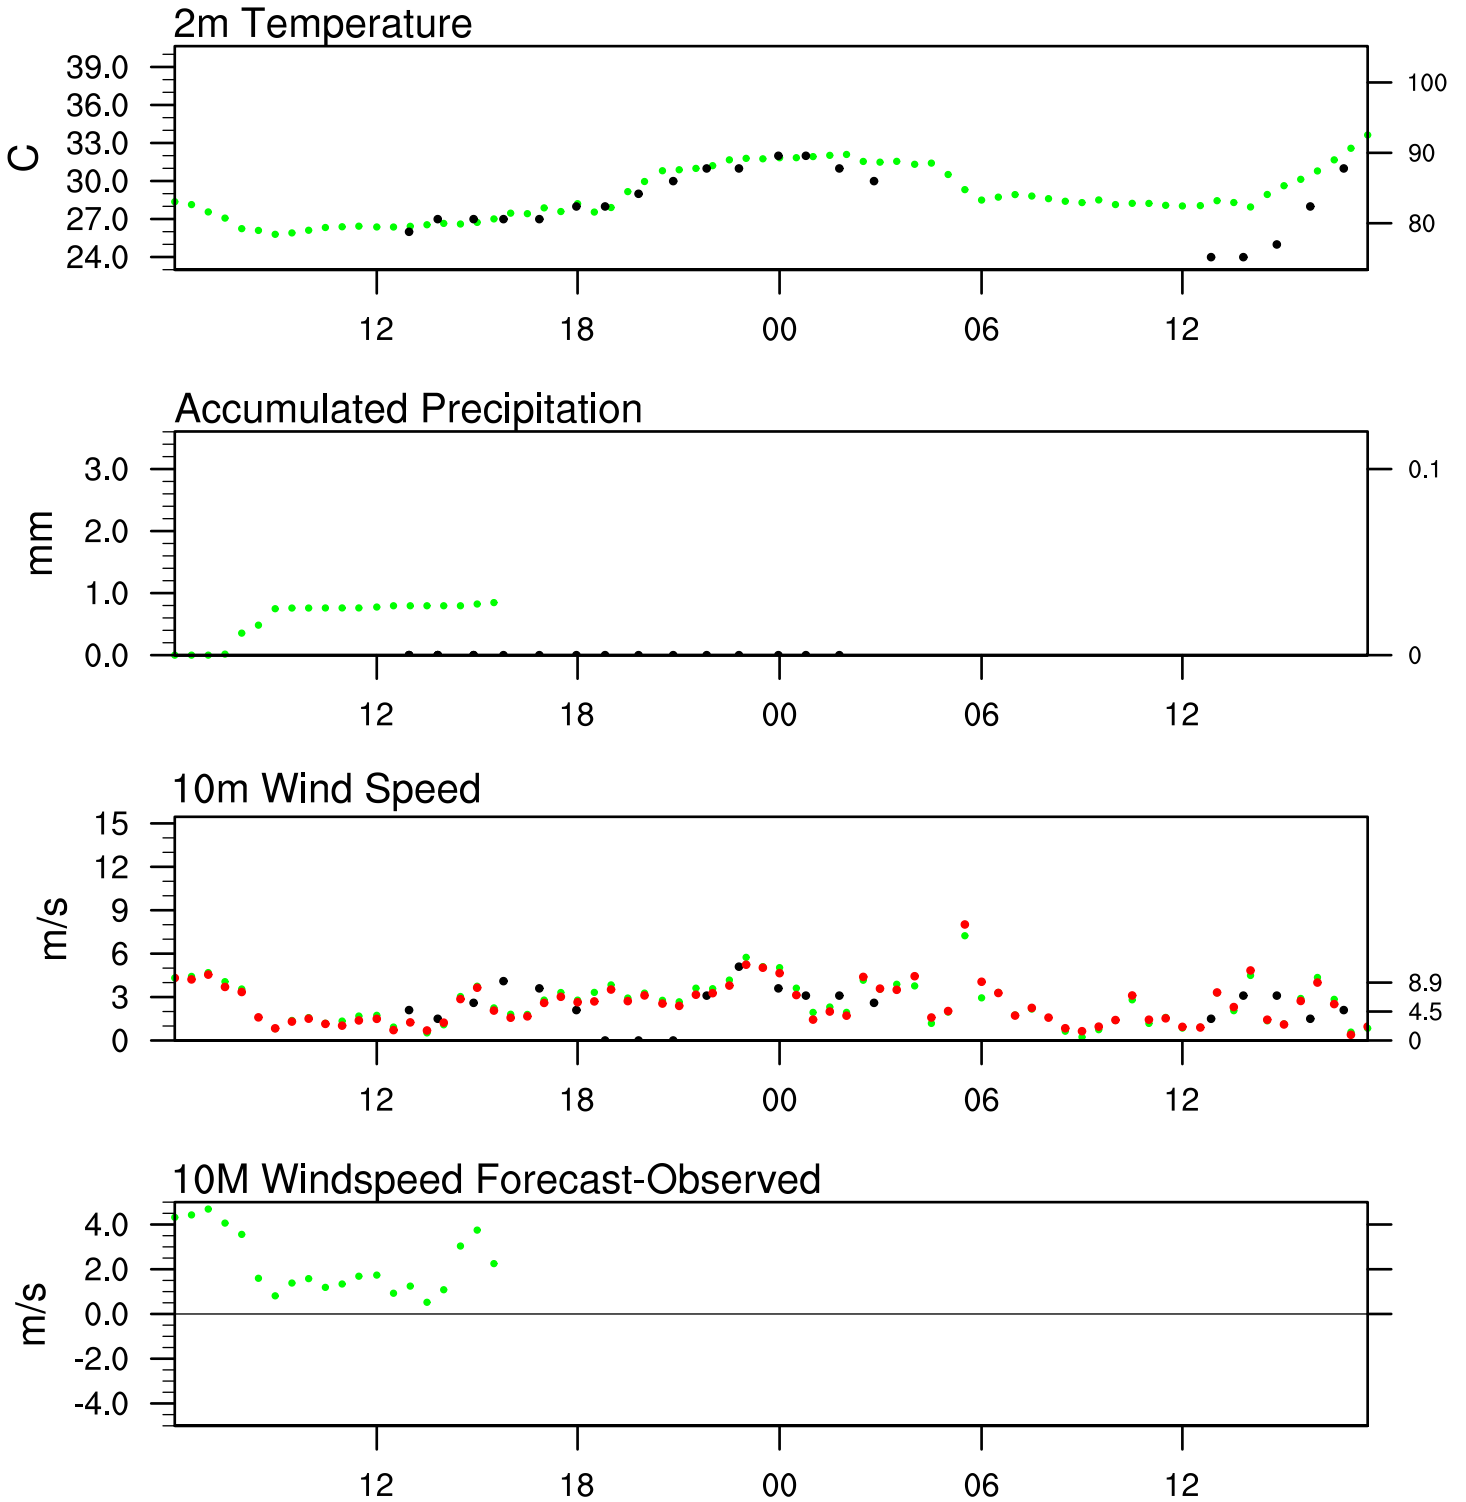 2m Temperature
39.0
36.0
33.0
30.0
27.0
24.0
C
100
90
80
12 18 00 06 12
Accumulated Precipitation
3.0
2.0
1.0
0.0
mm
0.1
0
12 18 00 06 12
10m Wind Speed
15
12
9
6
3
0
m/s
8.9
4.5
0
12 18 00 06 12
10M Windspeed Forecast-Observed
4.0
2.0
0.0
-2.0
-4.0
m/s
12 18 00 06 12